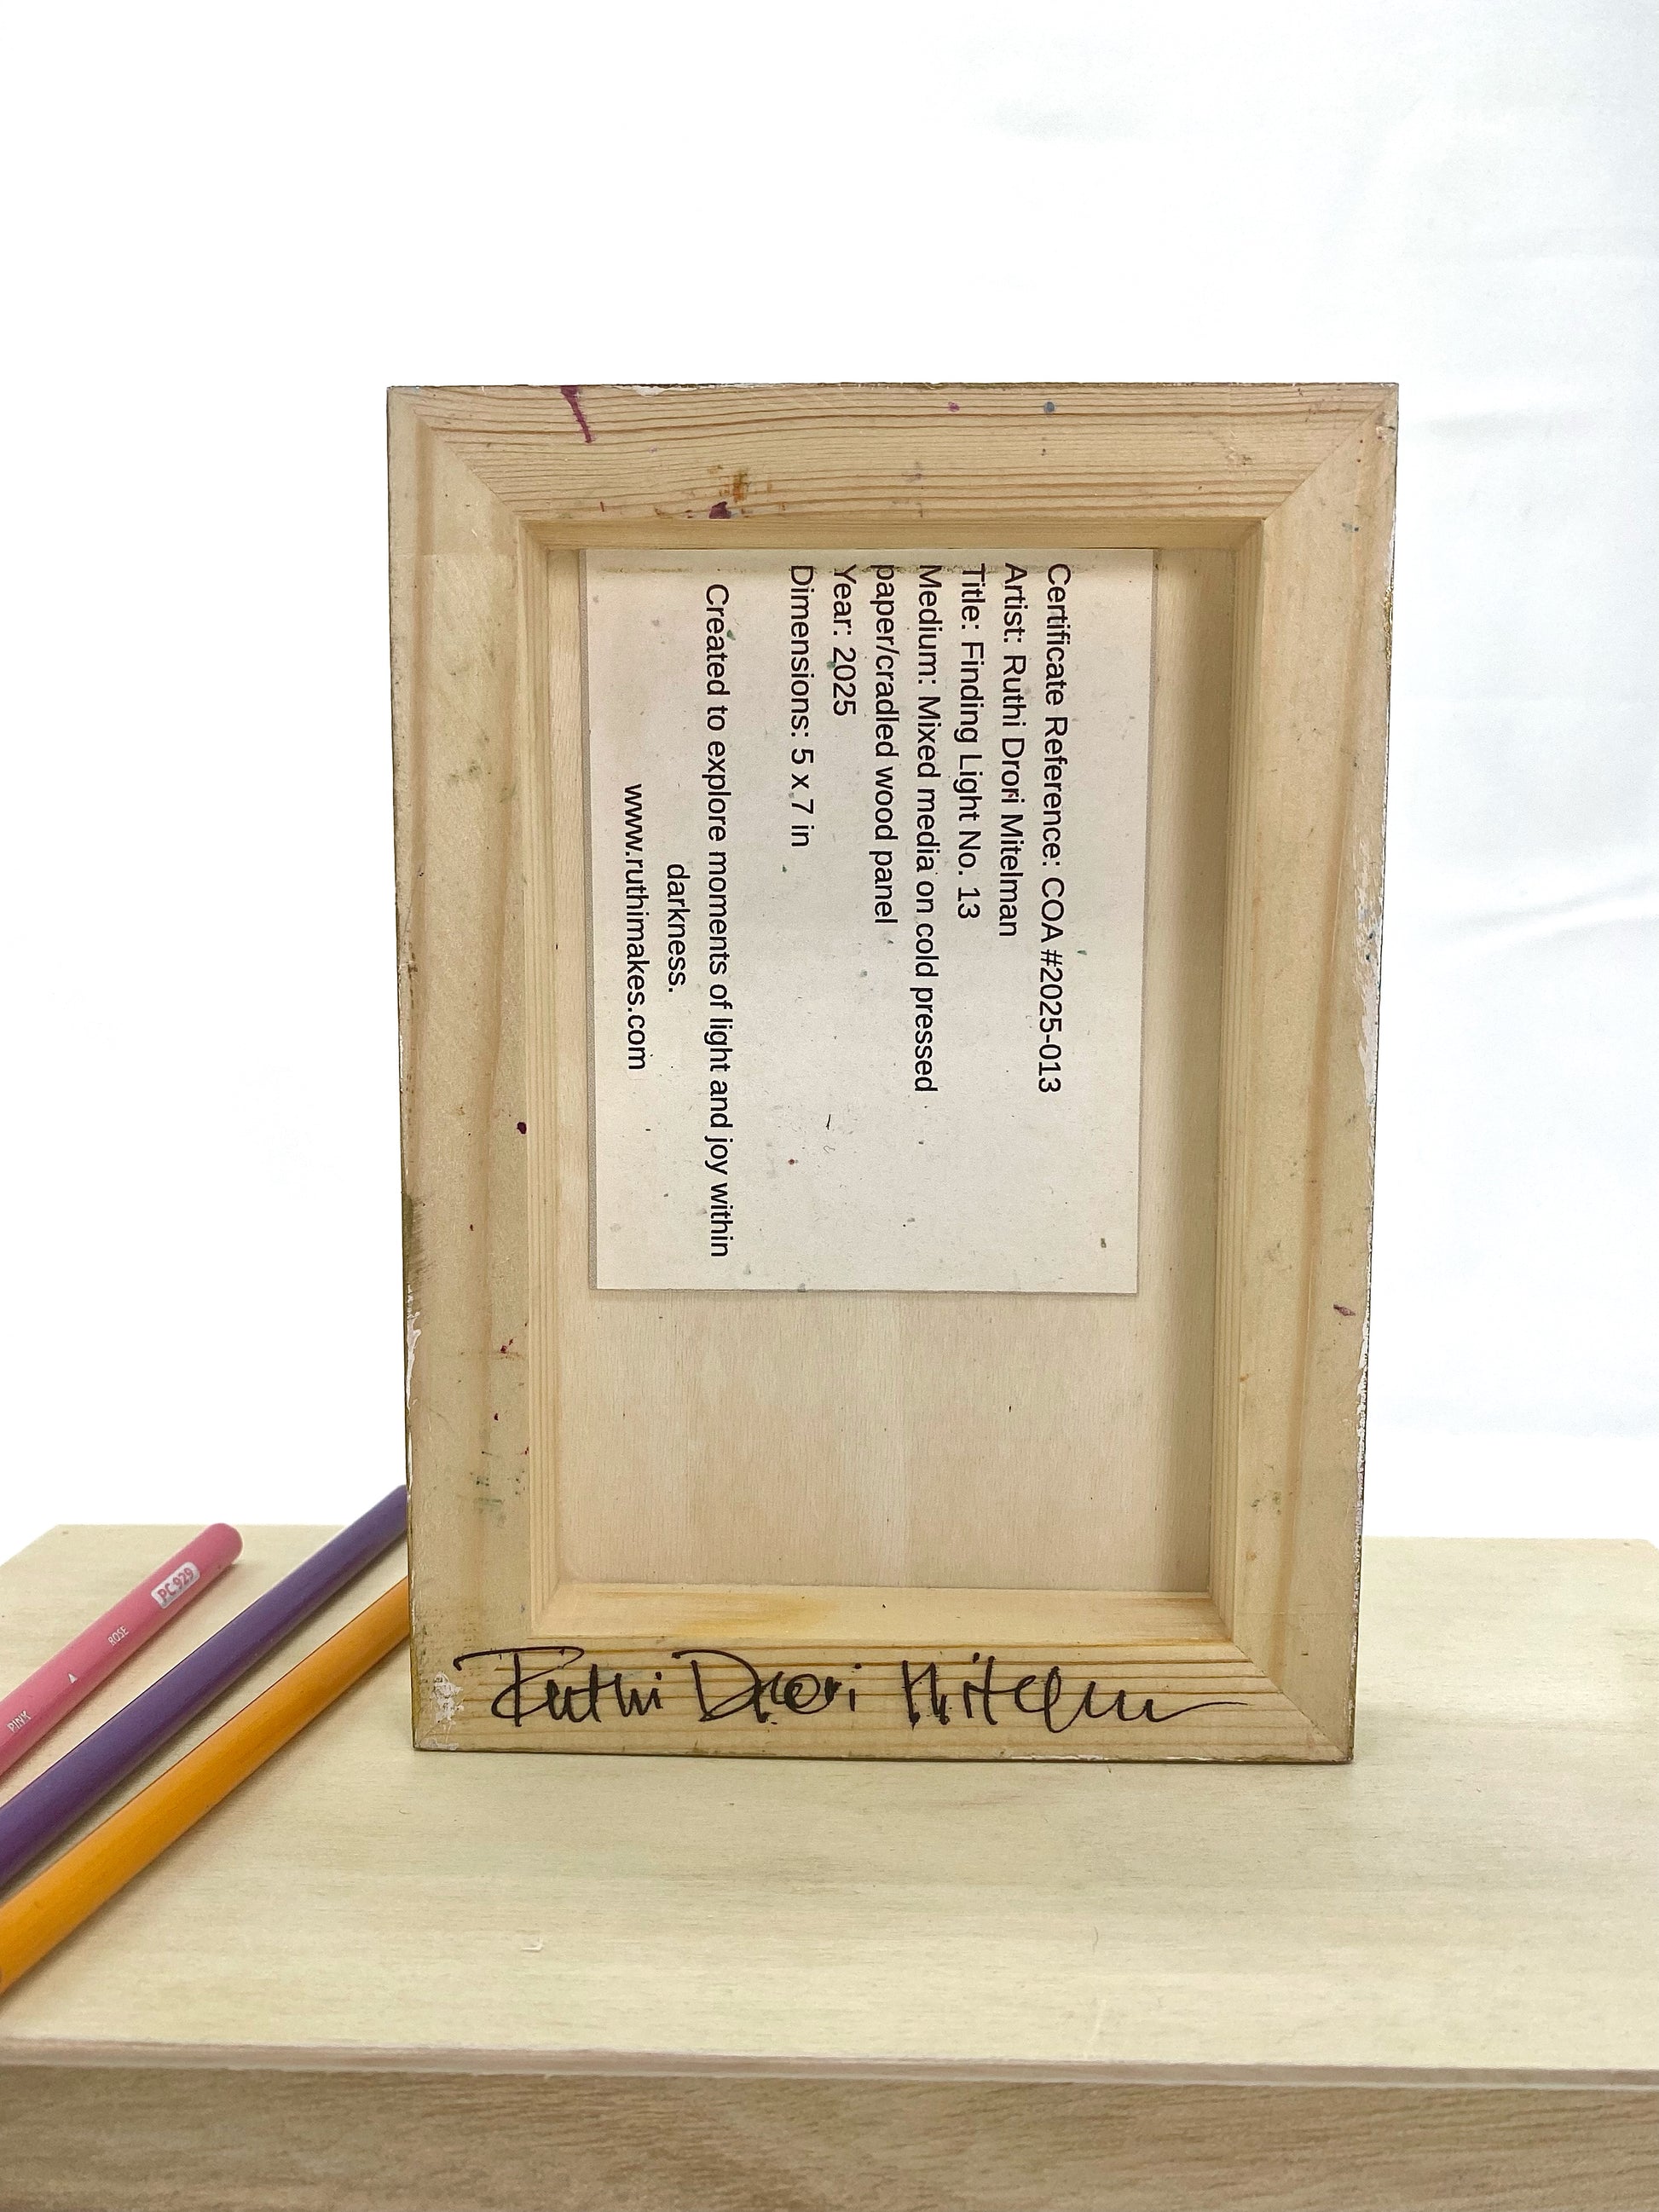 Certificate Reference: COA #2025-013
Artist: Ruthi Drori Mitelman
Title: Finding Light No. 13
Medium: Mixed media on cold pressed
paper/cradled wood panel
Year: 2025
Dimensions: 5 x 7 in
Created to explore moments of light and joy within
darkness.
www.ruthimakes.com
Ruthi Drori Mitelman
PC 929
ROSE
PINK